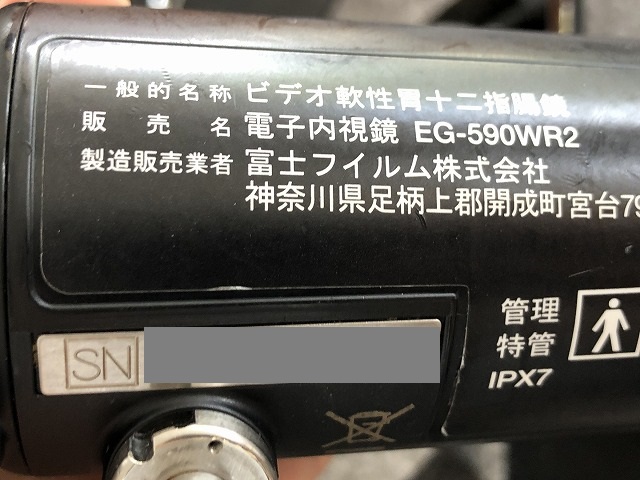 一般的名称 ビデオ軟性胃十二指腸鏡
販売名 電子内視鏡 EG-590WR2
製造販売業者 富士フイルム株式会社
神奈川県足柄上郡開成町宮台79
管理
特管
IPX7
SN